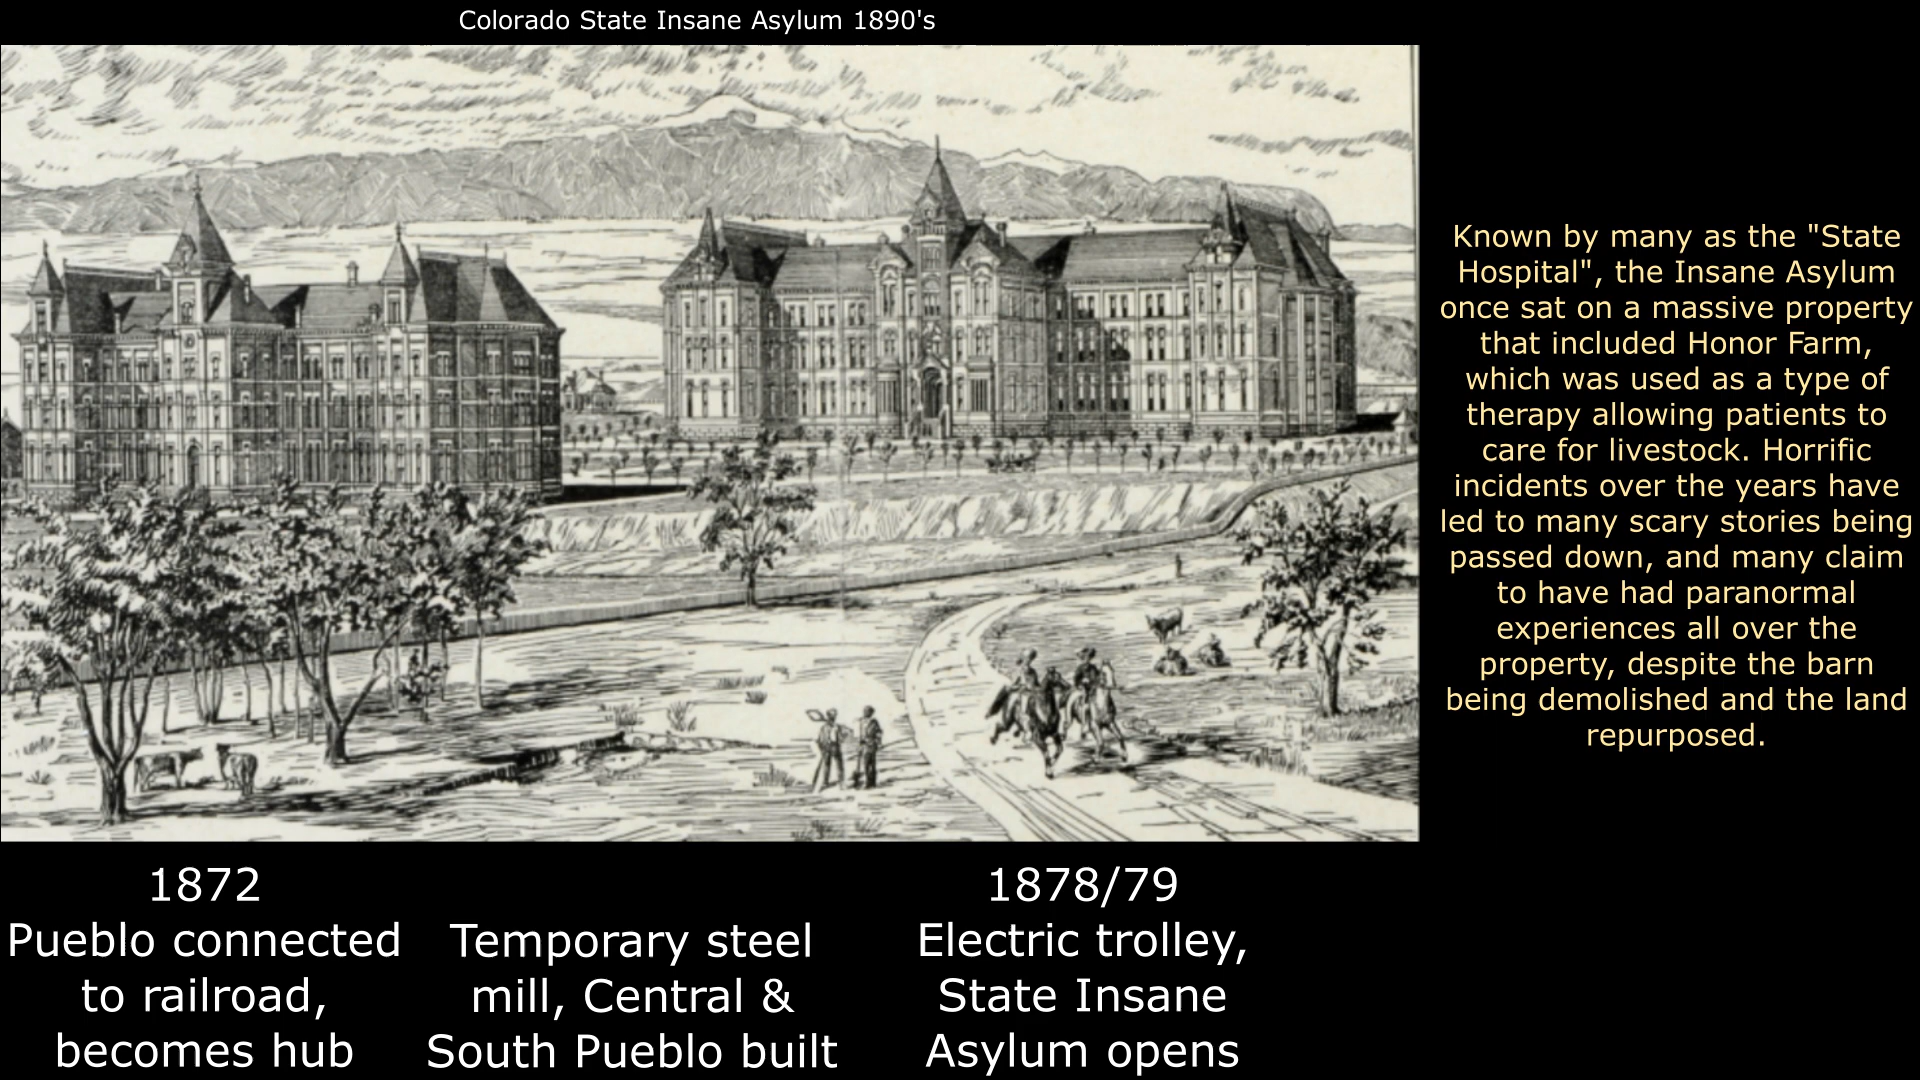 Colorado State Insane Asylum 1890's
Known by many as the "State
Hospital", the Insane Asylum
once sat on a massive property
that included Honor Farm,
which was used as a type of
therapy allowing patients to
care for livestock. Horrific
incidents over the years have
led to many scary stories being
passed down, and many claim
to have had paranormal
experiences all over the
property, despite the barn
being demolished and the land
repurposed.
1872
Pueblo connected
to railroad,
becomes hub
Temporary steel
mill, Central &
South Pueblo built
1878/79
Electric trolley,
State Insane
Asylum opens